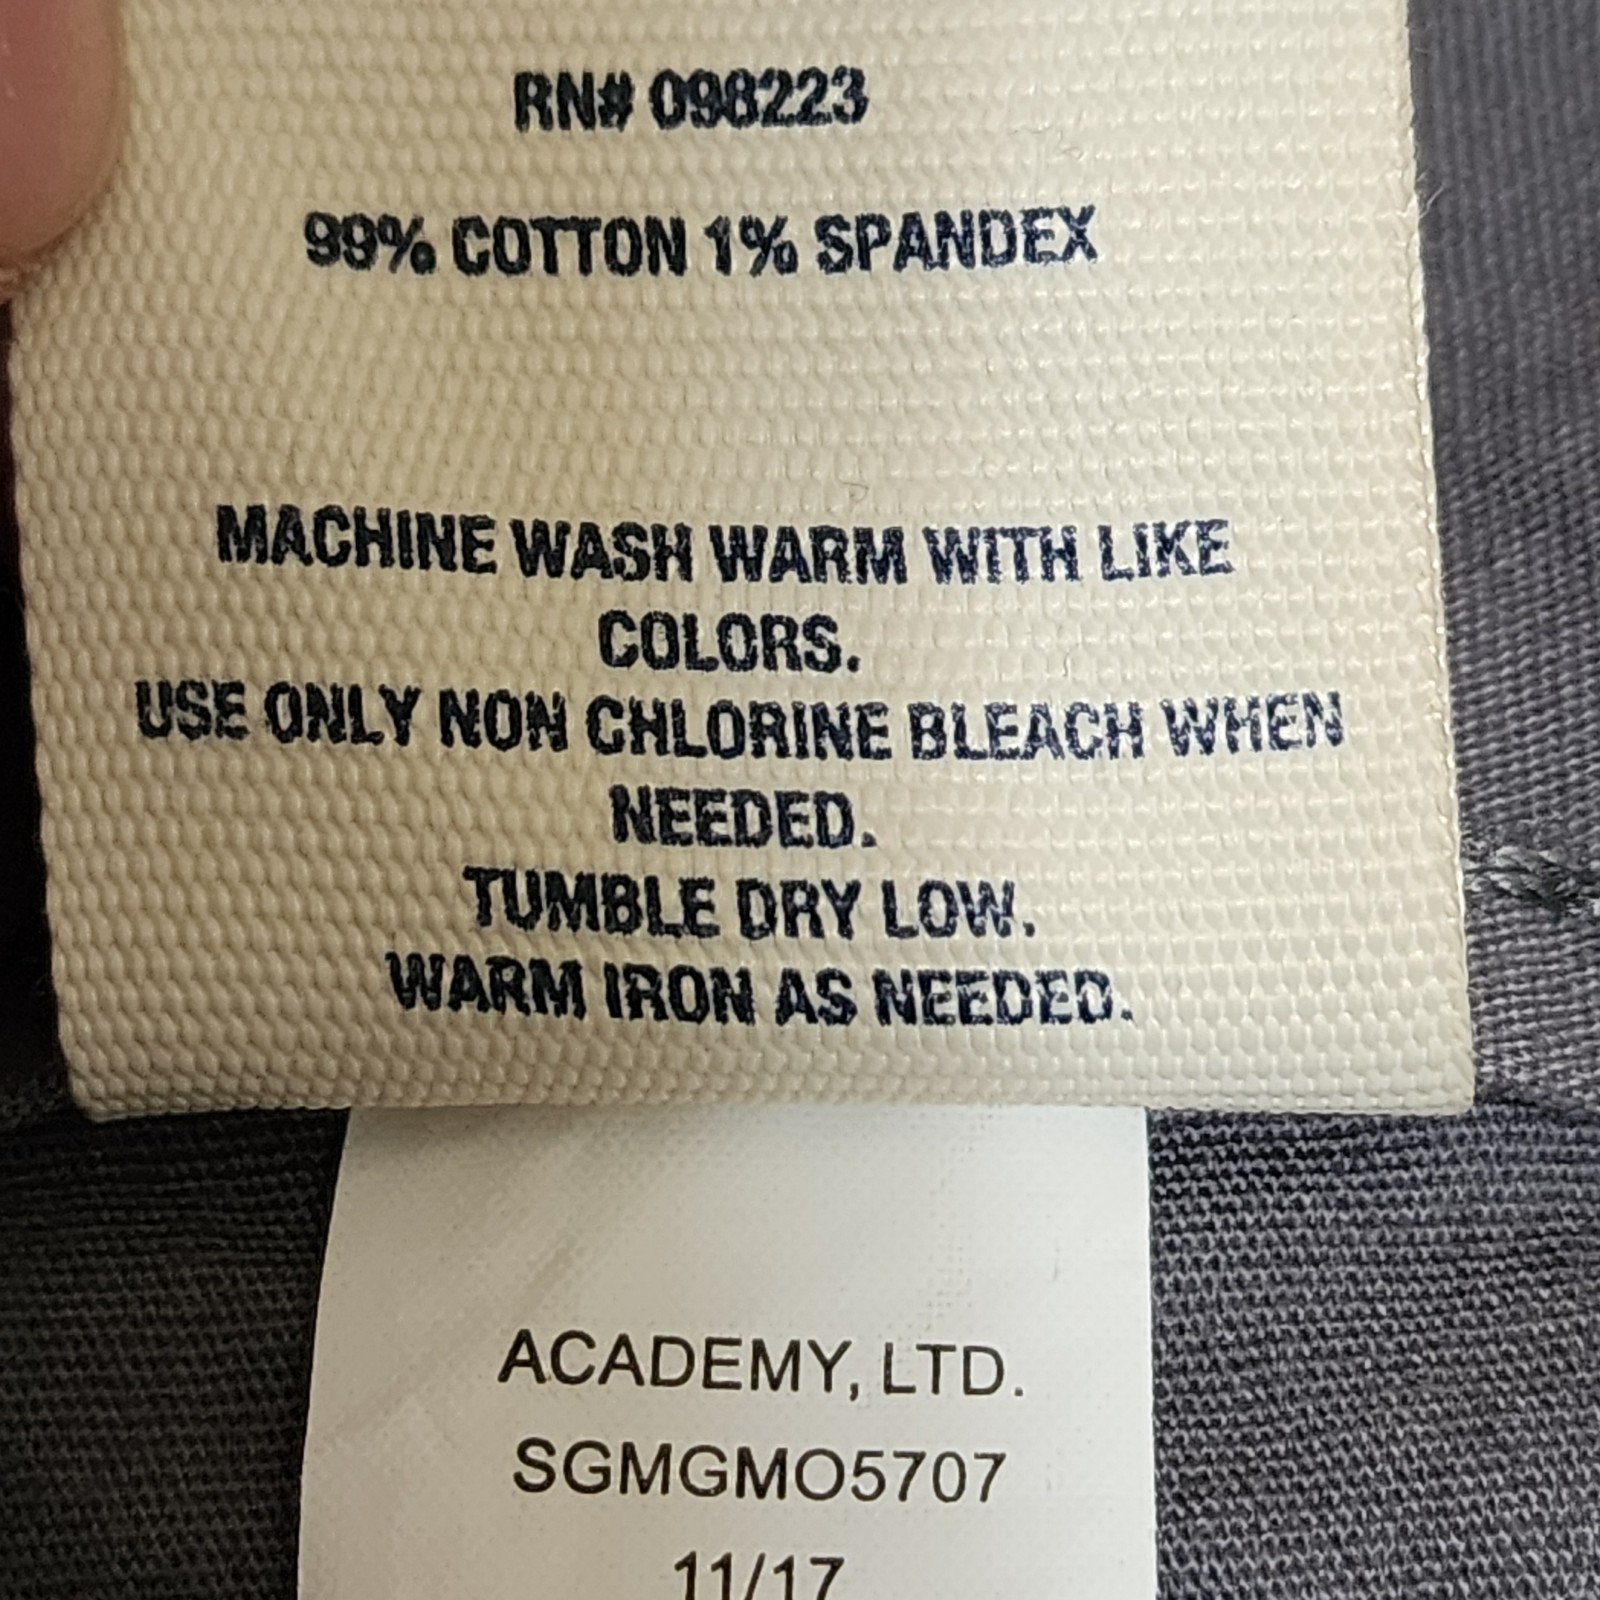 RN# 098223
99% COTTON 1% SPANDEX
MACHINE WASH WARM WITH LIKE
COLORS.
USE ONLY NON CHLORINE BLEACH WHEN
NEEDED.
TUMBLE DRY LOW.
WARM IRON AS NEEDED.
ACADEMY, LTD.
SGMGMO5707
11/17